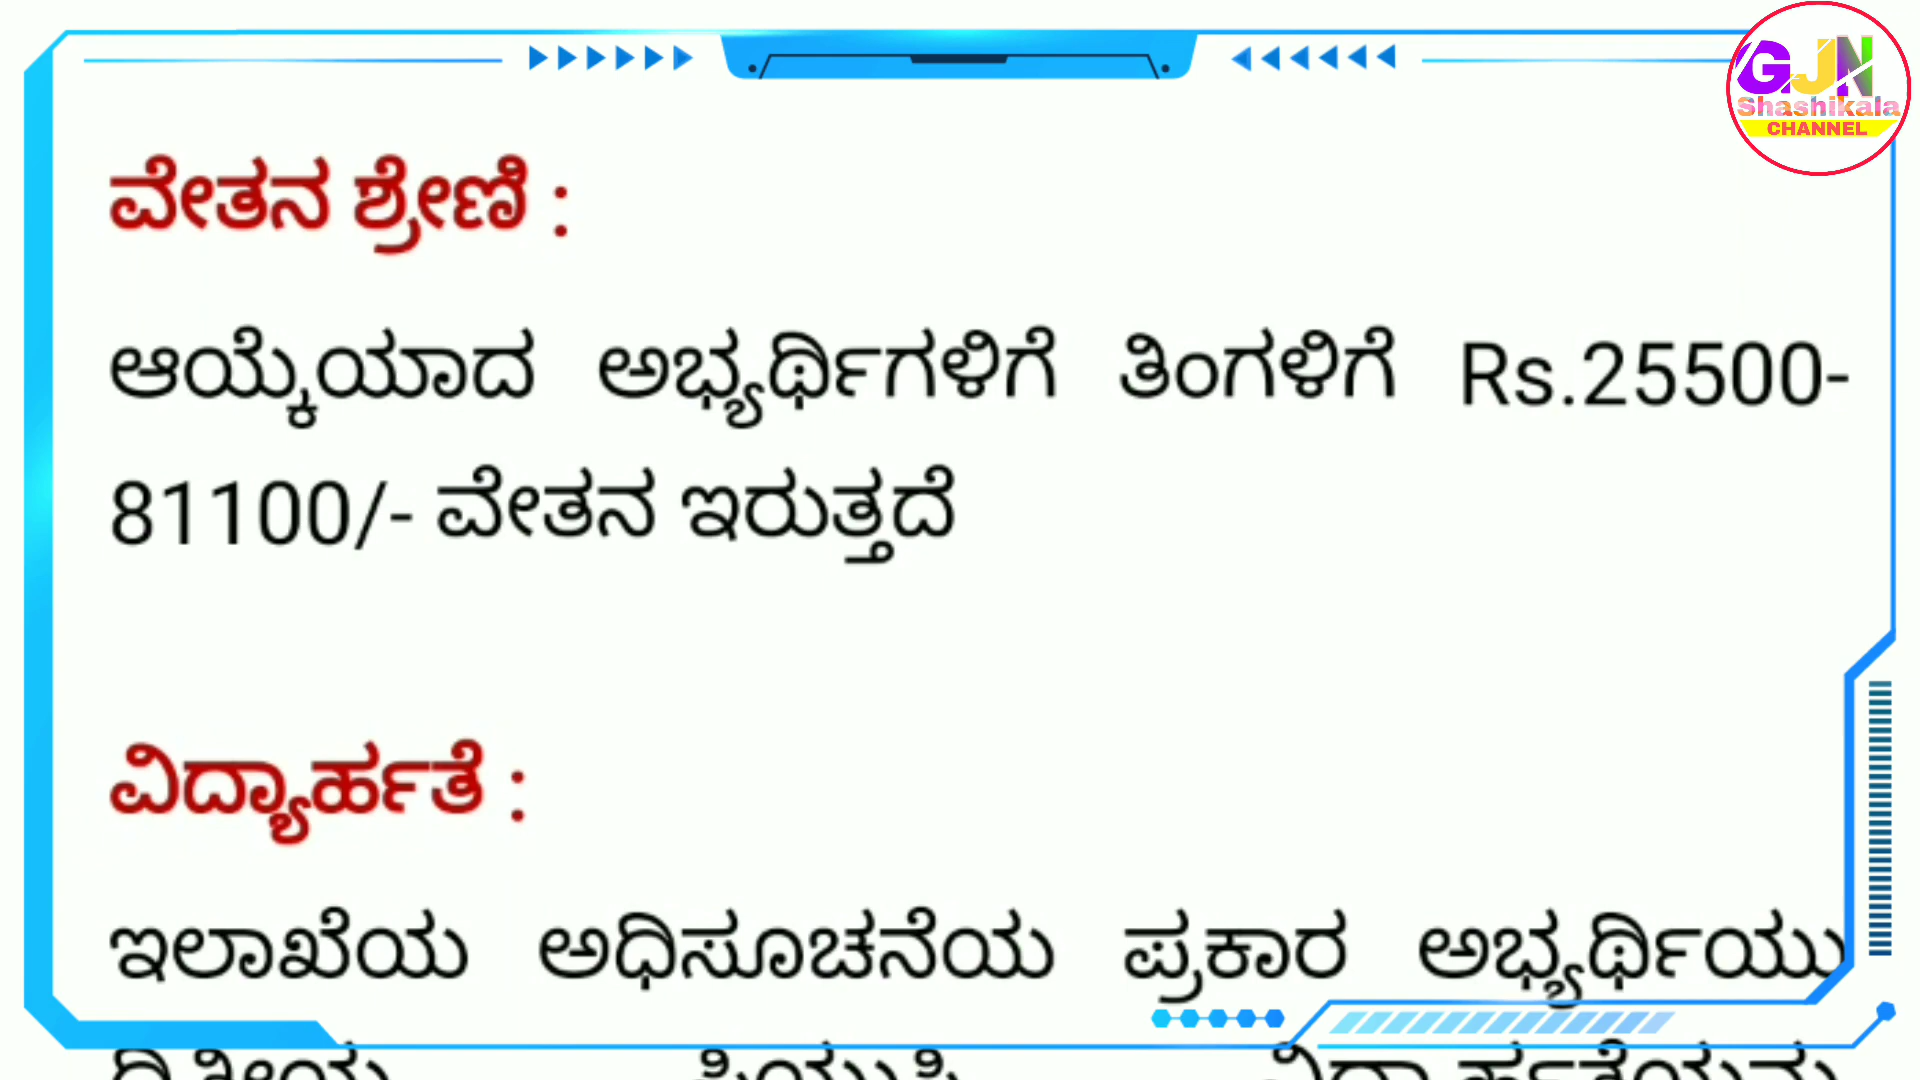 GJN
Shashikala
CHANNEL
ವೇತನ ಶ್ರೇಣಿ :
ಆಯ್ಕೆಯಾದ ಅಭ್ಯರ್ಥಿಗಳಿಗೆ ತಿಂಗಳಿಗೆ Rs.25500-
81100/- ವೇತನ ಇರುತ್ತದೆ
ವಿದ್ಯಾರ್ಹತೆ :
ಇಲಾಖೆಯ ಅಧಿಸೂಚನೆಯ ಪ್ರಕಾರ ಅಭ್ಯರ್ಥಿಯು